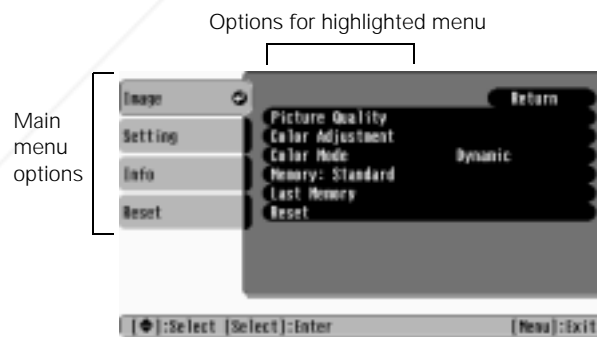 Options for highlighted menu
Main
menu
options
Image
Setting
Info
Reset
Return
Picture Quality
Color Adjustment
Color Mode Dynamic
Memory: Standard
Last Memory
Reset
[◆]:Select [Select]:Enter [Menu]:Exit